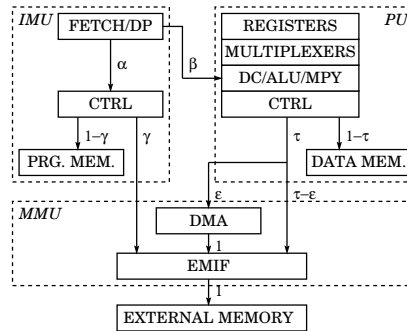 IMU
FETCH/DP
REGISTERS
PU
MULTIPLEXERS
α
β
DC/ALU/MPY
CTRL
CTRL
1−γ
γ
τ
1−τ
PRG. MEM.
DATA MEM.
ε
τ−ε
MMU
DMA
1
EMIF
1
EXTERNAL MEMORY